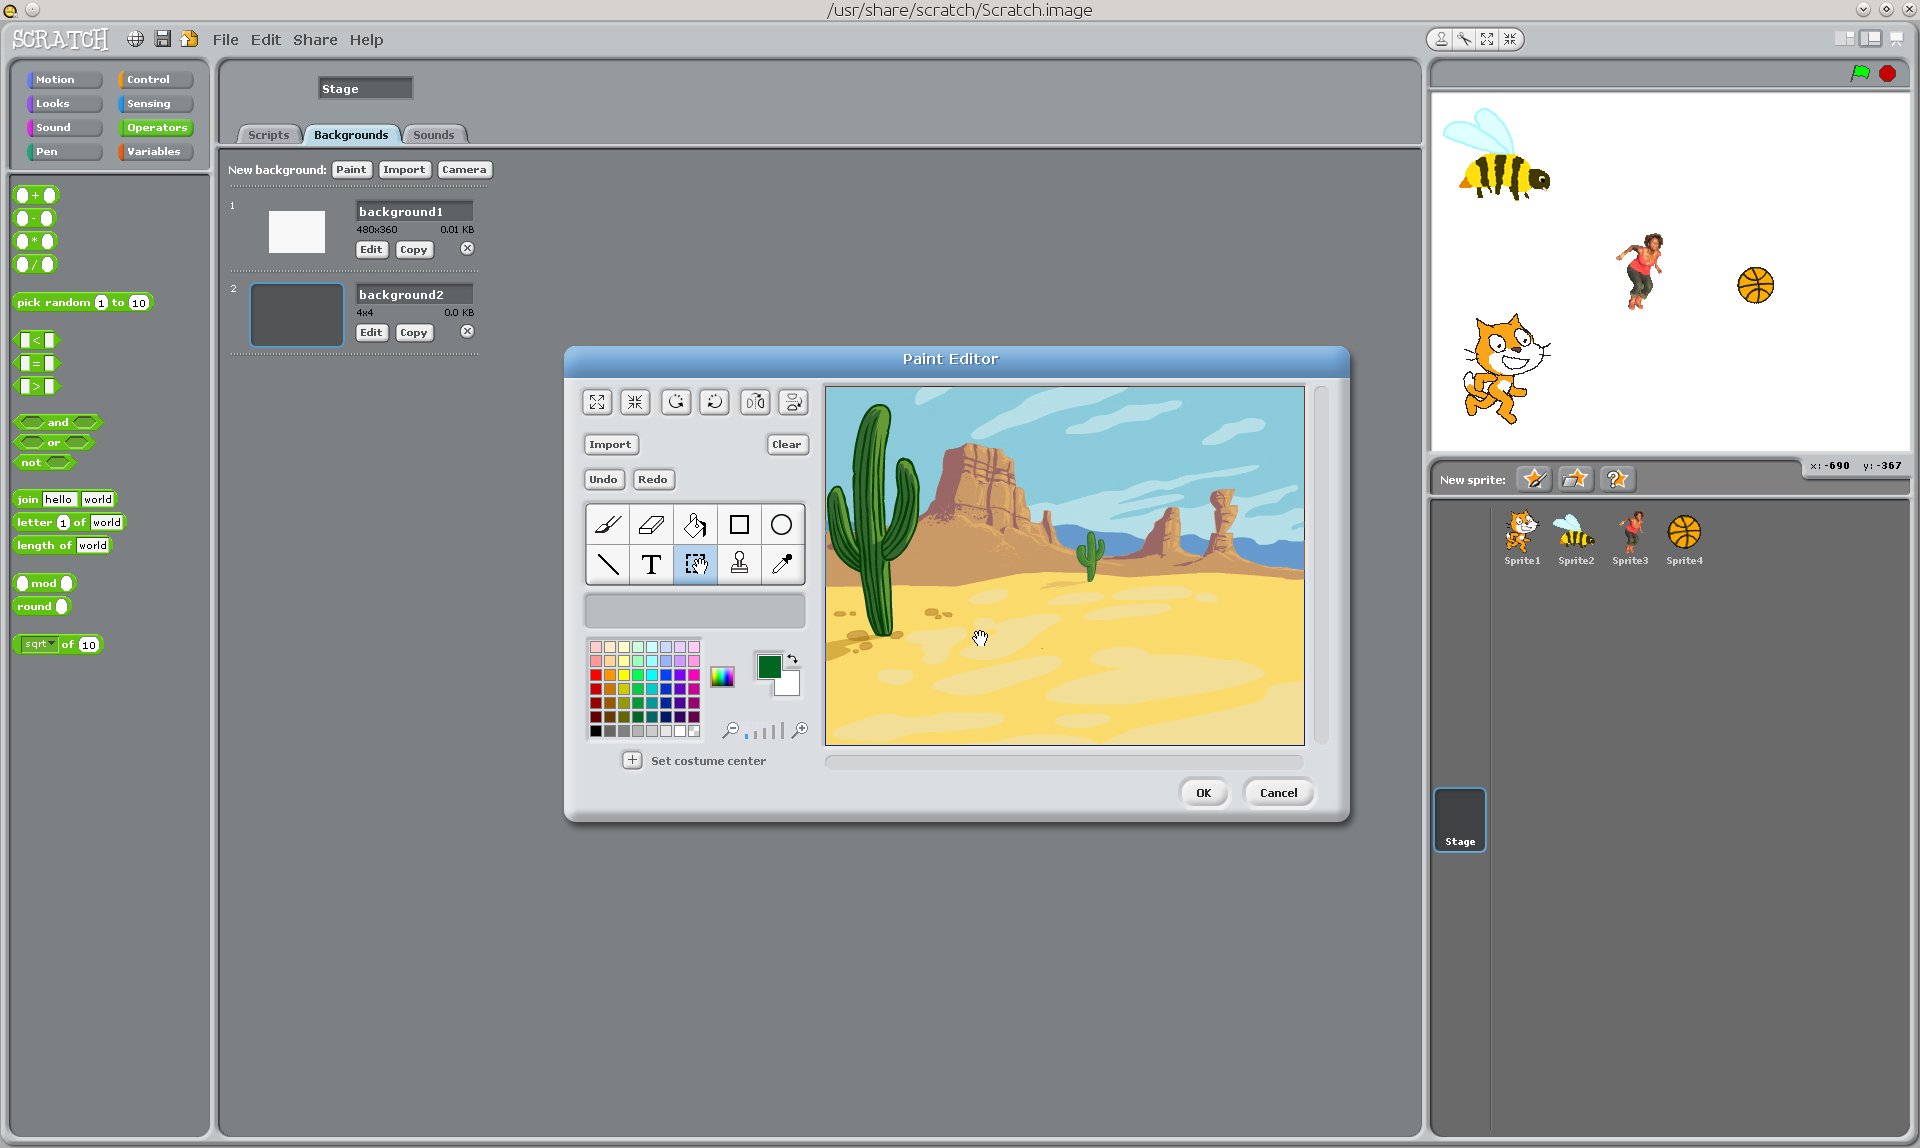 /usr/share/scratch/Scratch.image
SCRATCH File Edit Share Help
Motion Control
Looks Sensing
Sound Operators
Pen Variables
+
-
*
/
pick random 1 to 10
<
=
>
and
or
not
join hello world
letter 1 of world
length of world
mod
round
sqrt of 10
Stage
Scripts Backgrounds Sounds
New background: Paint Import Camera
1
background1
480x360 0.01 KB
Edit Copy
2
background2
4x4 0.0 KB
Edit Copy
Paint Editor
Import Clear
Undo Redo
T
Set costume center
OK Cancel
x: -690 y: -367
New sprite:
Sprite1 Sprite2 Sprite3 Sprite4
Stage